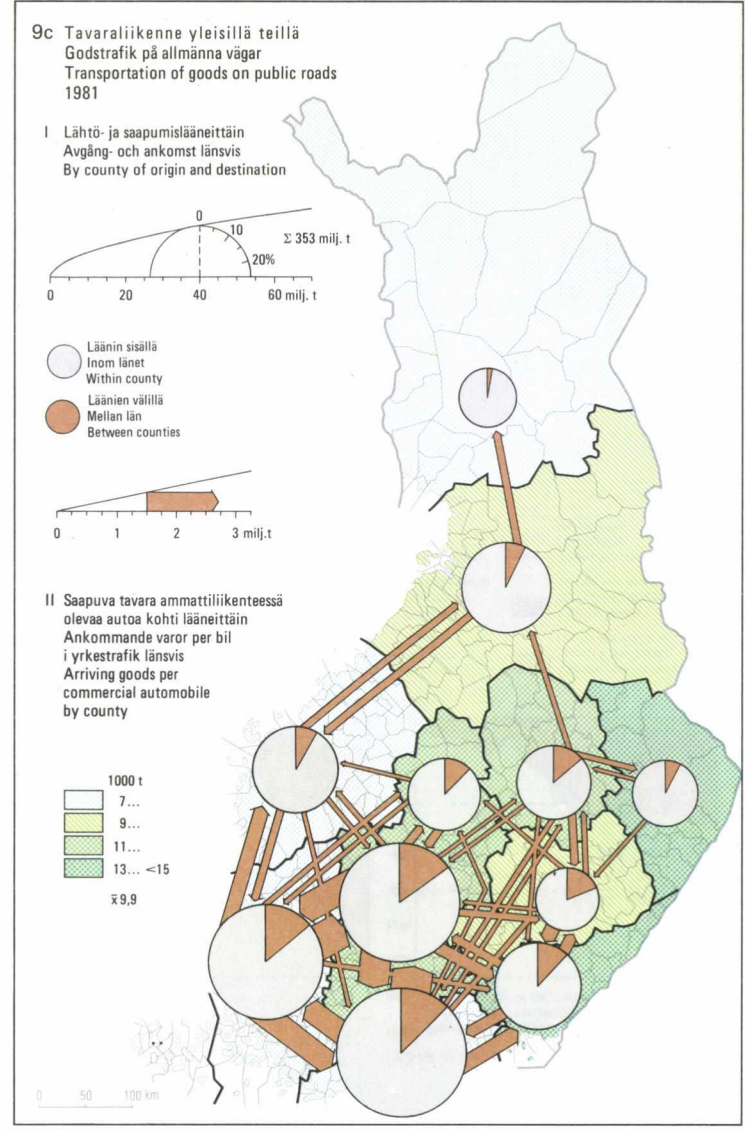 9c Tavaraliikenne yleisillä teillä
Godstrafik på allmänna vägar
Transportation of goods on public roads
1981
I Lähtö- ja saapumislääneittäin
Avgång- och ankomst länsvis
By county of origin and destination
0
10
20%
Σ 353 milj. t
0 20 40 60 milj. t
Läänin sisällä
Inom länet
Within county
Läänien välillä
Mellan län
Between counties
0 1 2 3 milj.t
II Saapuva tavara ammattiliikenteessä
olevaa autoa kohti lääneittäin
Ankommande varor per bil
i yrkestrafik länsvis
Arriving goods per
commercial automobile
by county
1000 t
7...
9...
11...
13... <15
x̄ 9,9
0 50 100 km